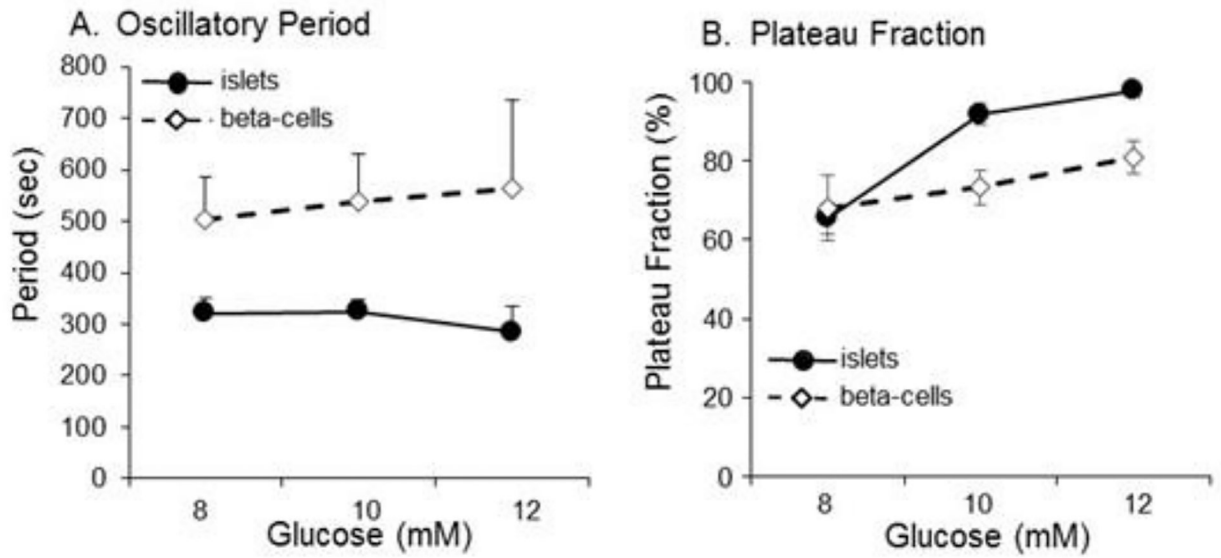 A. Oscillatory Period
800
700
600
500
400
300
200
100
0
Period (sec)
islets
beta-cells
8
10
12
Glucose (mM)
B. Plateau Fraction
100
80
60
40
20
0
Plateau Fraction (%)
islets
beta-cells
8
10
12
Glucose (mM)